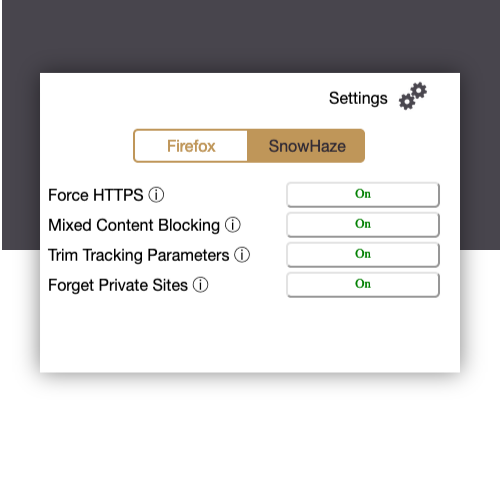 Settings
Firefox SnowHaze
Force HTTPS ⓘ On
Mixed Content Blocking ⓘ On
Trim Tracking Parameters ⓘ On
Forget Private Sites ⓘ On